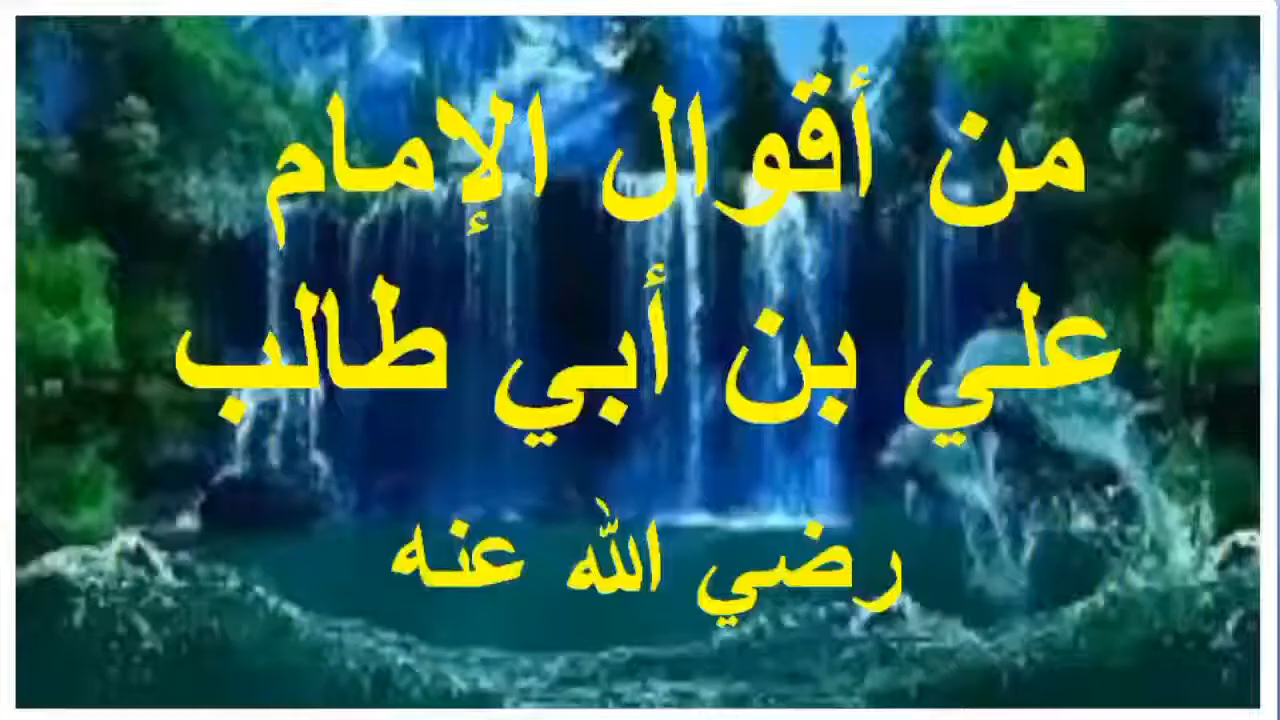 من أقوال الإمام
علي بن أبي طالب
رضي الله عنه